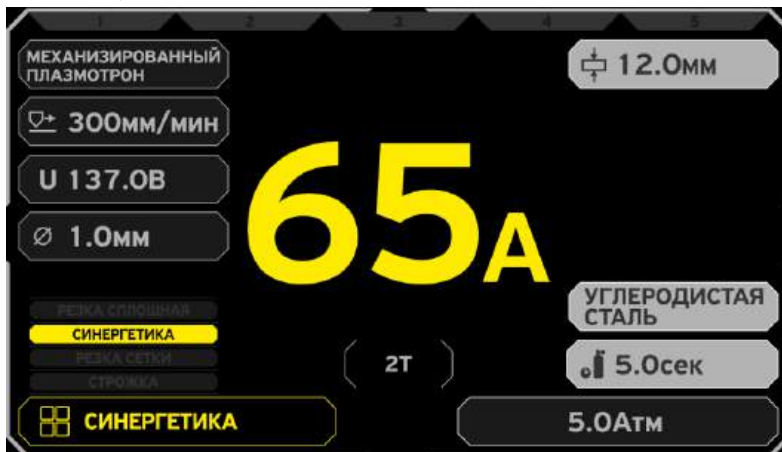 1 2 3 4 5
МЕХАНИЗИРОВАННЫЙ
ПЛАЗМОТРОН
12.0мм
300мм/мин
U 137.0В
65А
Ø 1.0мм
УГЛЕРОДИСТАЯ
СТАЛЬ
РЕЗКА СПЛОШНАЯ
СИНЕРГЕТИКА
РЕЗКА СЕТКИ
СТРОЖКА
2Т
5.0сек
СИНЕРГЕТИКА
5.0Атм